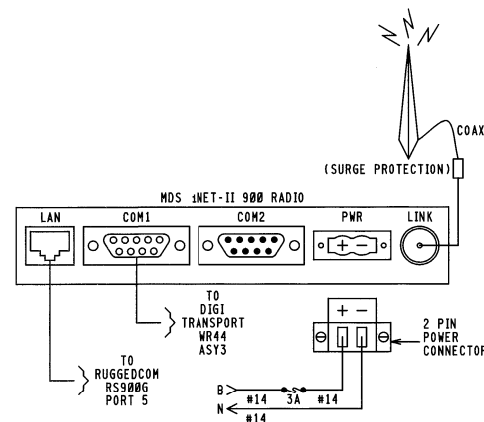 COAX
(SURGE PROTECTION)
MDS iNET-II 900 RADIO
LAN COM1 COM2 PWR LINK
+ −
TO
DIGI
TRANSPORT
WR44
ASY3
+ −
2 PIN
POWER
CONNECTOR
TO
RUGGEDCOM
RS900G
PORT 5
B #14 3A #14
N #14